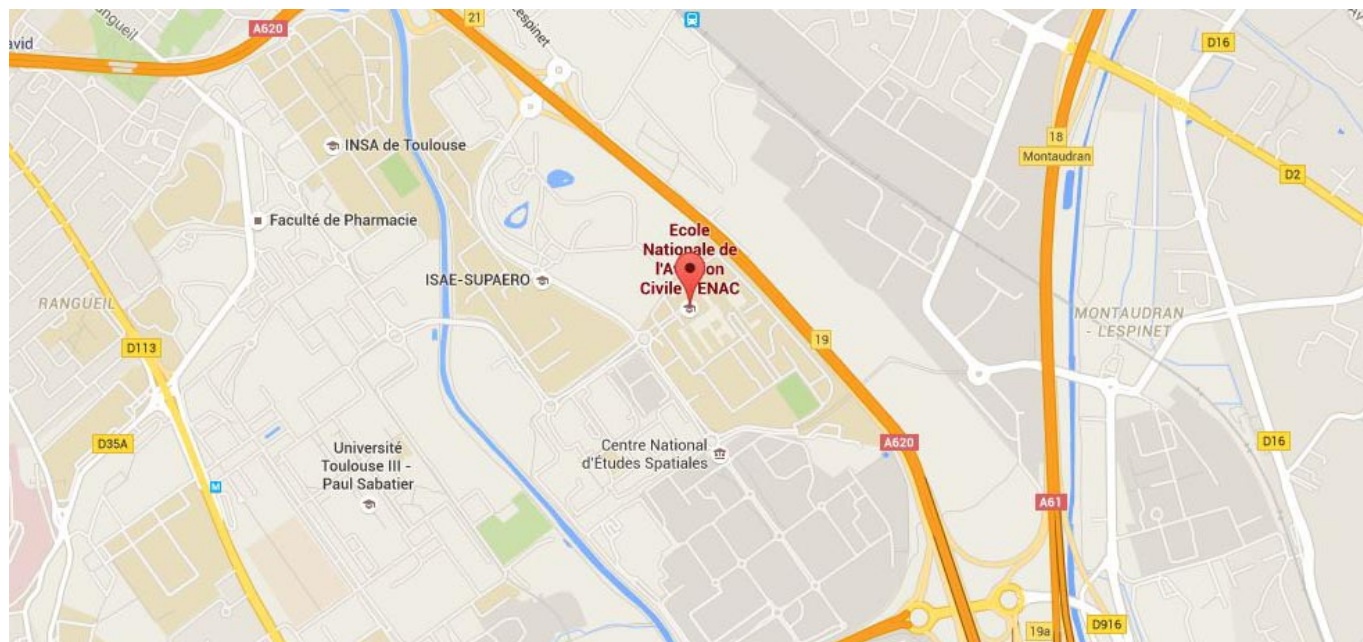 21
A620
Lespinet
D16
18
Montaudran
INSA de Toulouse
D2
Faculté de Pharmacie
Ecole
Nationale de
Civile ENAC
ISAE-SUPAERO
RANGUEIL
MONTAUDRAN
- LESPINET
D113
19
D35A
Université
Toulouse III -
Paul Sabatier
M
Centre National
d'Études Spatiales
A620
D16
A61
19a
D916